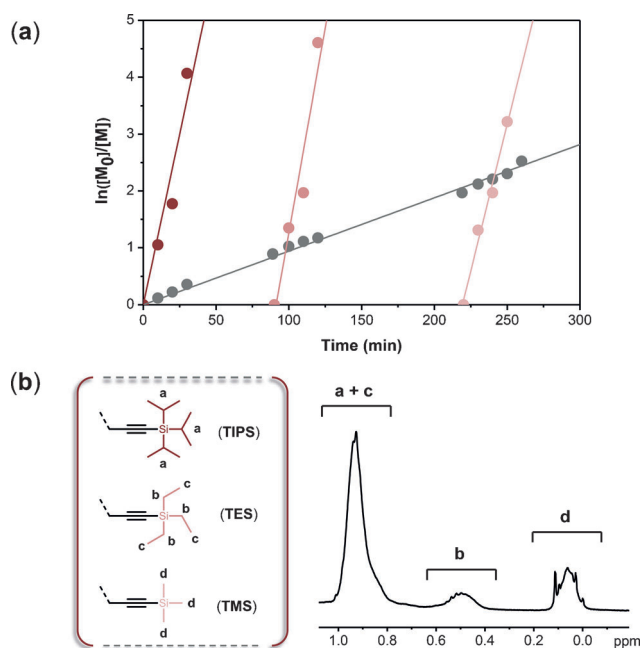 (a)
ln([M0]/[M])
5
4
3
2
1
0
0 50 100 150 200 250 300
Time (min)
(b)
a
Si a (TIPS)
a
c
b
Si b (TES)
b c
c
d
Si d (TMS)
d
a + c
b
d
1.0 0.8 0.6 0.4 0.2 0.0 ppm